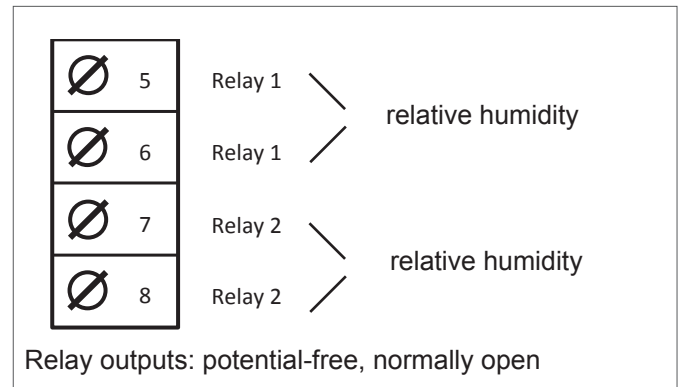 5 Relay 1
relative humidity
6 Relay 1
7 Relay 2
relative humidity
8 Relay 2
Relay outputs: potential-free, normally open